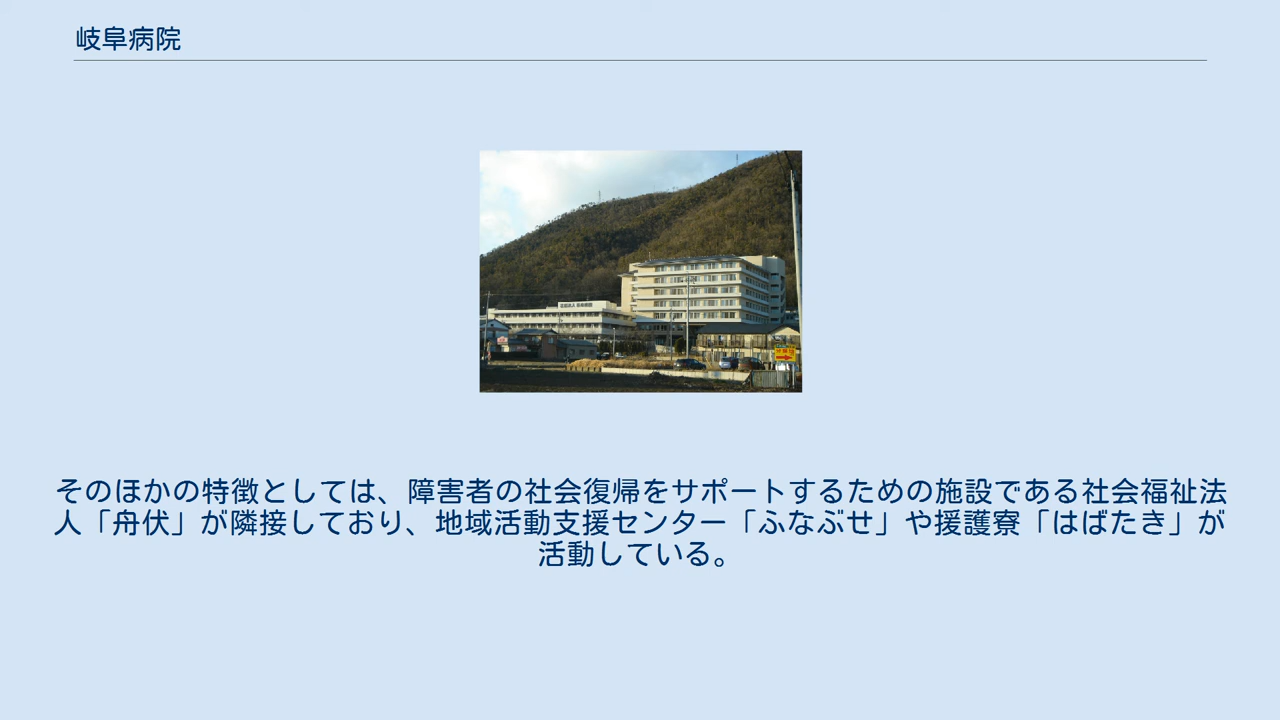 岐阜病院
そのほかの特徴としては、障害者の社会復帰をサポートするための施設である社会福祉法
人「舟伏」が隣接しており、地域活動支援センター「ふなぶせ」や援護寮「はばたき」が
活動している。